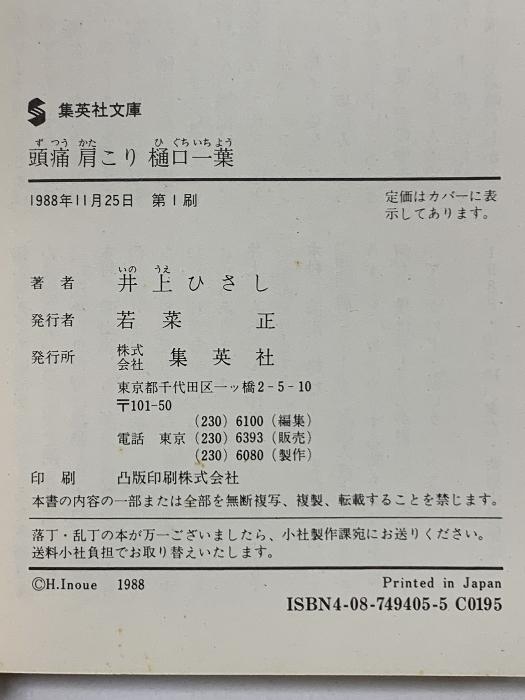 集英社文庫
ず つう かた ひ ぐち いち よう
頭痛 肩こり 樋口一葉
1988年11月25日 第1刷
定価はカバーに表
示してあります。
いの うえ
著 者 井上ひさし
発行者 若菜 正
発行所 株式会社 集英社
東京都千代田区一ッ橋2-5-10
〒101-50
(230) 6100 (編集)
電話 東京 (230) 6393 (販売)
(230) 6080 (製作)
印 刷 凸版印刷株式会社
本書の内容の一部または全部を無断複写、複製、転載することを禁じます。
落丁・乱丁の本が万一ございましたら、小社製作課宛にお送りください。
送料小社負担でお取り替えいたします。
©H.Inoue 1988
Printed in Japan
ISBN4-08-749405-5 C0195